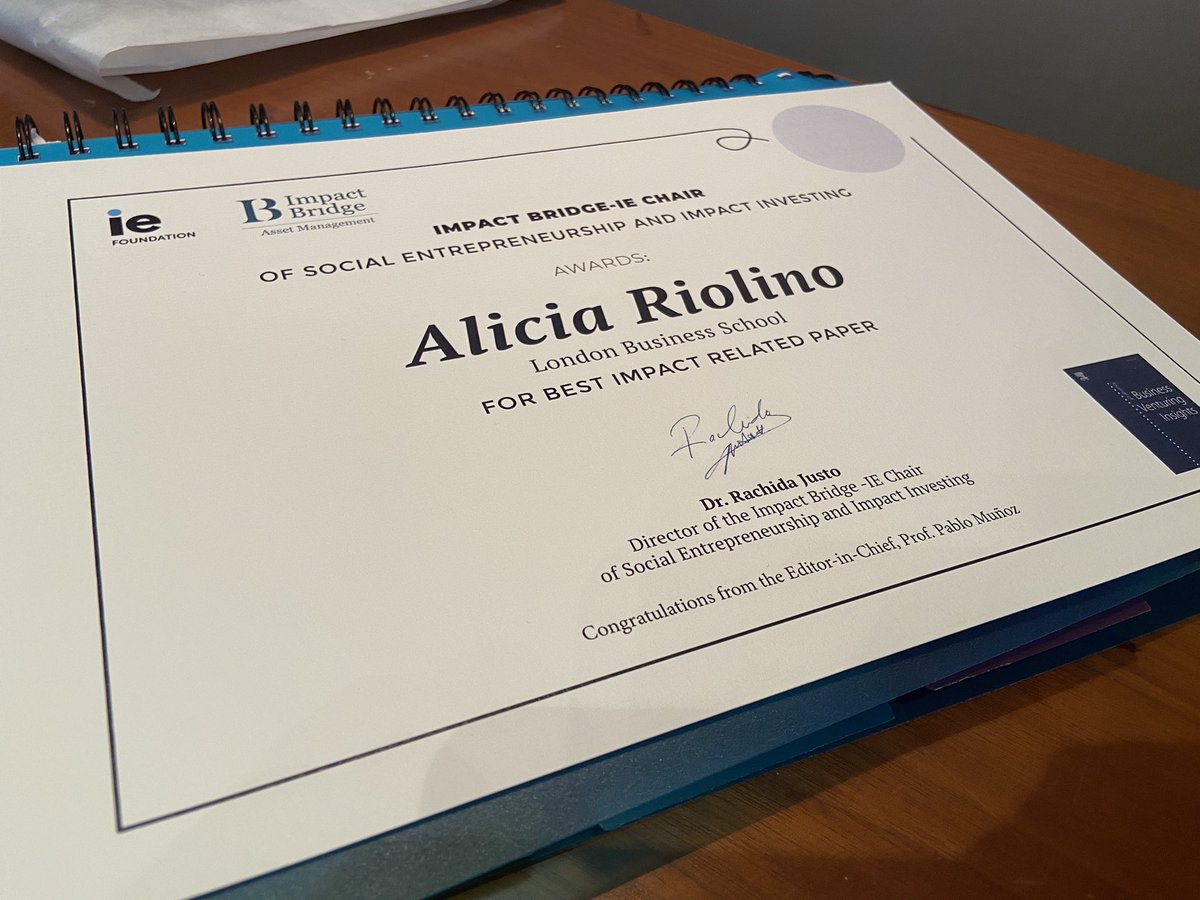 ie
FOUNDATION
Impact
Bridge
Asset Management
IMPACT BRIDGE-IE CHAIR
OF SOCIAL ENTREPRENEURSHIP AND IMPACT INVESTING
AWARDS:
Alicia Riolino
London Business School
FOR BEST IMPACT RELATED PAPER
Rachida
Dr. Rachida Justo
Director of the Impact Bridge -IE Chair
of Social Entrepreneurship and Impact Investing
Congratulations from the Editor-in-Chief, Prof. Pablo Muñoz
Business
Venturing
Insights